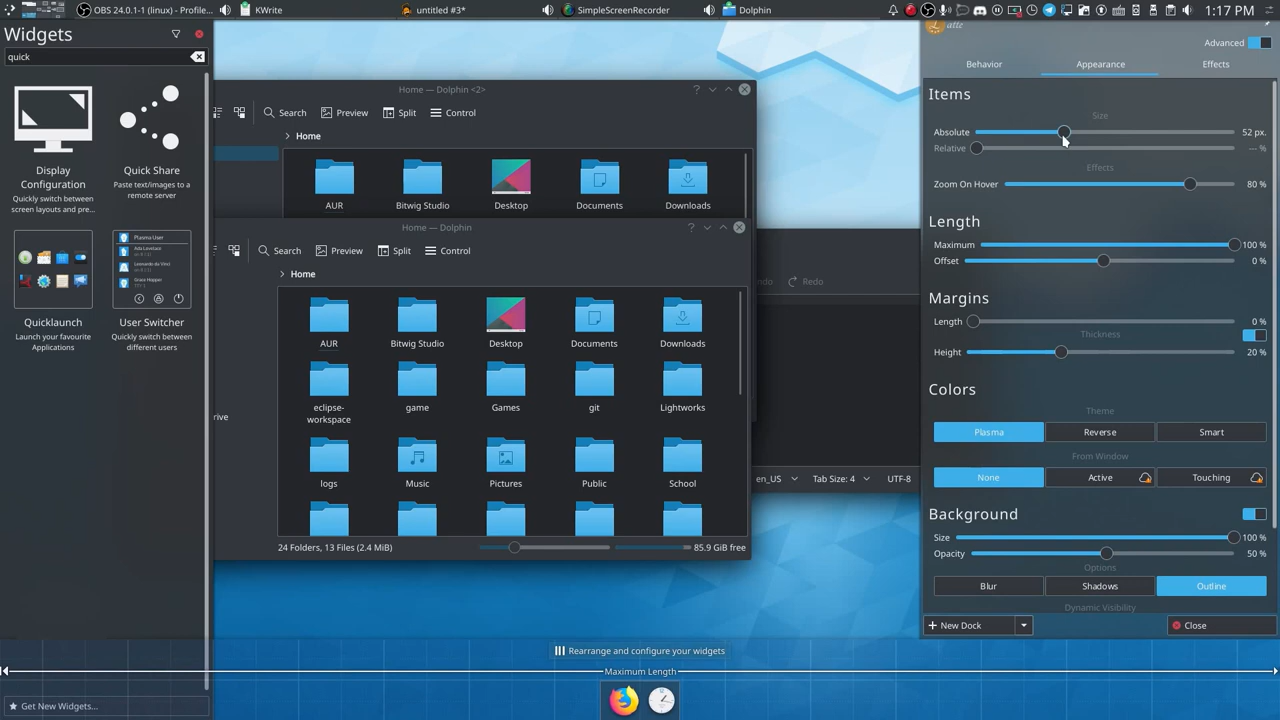 OBS 24.0.1-1 (linux) - Profile...
KWrite
untitled #3*
SimpleScreenRecorder
Dolphin
1:17 PM
Widgets
quick
Display
Configuration
Quickly switch between
screen layouts and pre...
Quick Share
Paste text/images to a
remote server
Quicklaunch
Launch your favourite
Applications
User Switcher
Quickly switch between
different users
Get New Widgets...
Home — Dolphin <2>
Search
Preview
Split
Control
Home
AUR
Bitwig Studio
Desktop
Documents
Downloads
Home — Dolphin
Search
Preview
Split
Control
Home
AUR
Bitwig Studio
Desktop
Documents
Downloads
eclipse-
workspace
game
Games
git
Lightworks
logs
Music
Pictures
Public
School
24 Folders, 13 Files (2.4 MiB)
85.9 GiB free
Redo
en_US
Tab Size: 4
UTF-8
Advanced
Behavior
Appearance
Effects
Items
Size
Absolute
52 px.
Relative
--- %
Effects
Zoom On Hover
80 %
Length
Maximum
100 %
Offset
0 %
Margins
Length
0 %
Thickness
Height
20 %
Colors
Theme
Plasma
Reverse
Smart
From Window
None
Active
Touching
Background
Size
100 %
Opacity
50 %
Options
Blur
Shadows
Outline
Dynamic Visibility
New Dock
Close
Rearrange and configure your widgets
Maximum Length